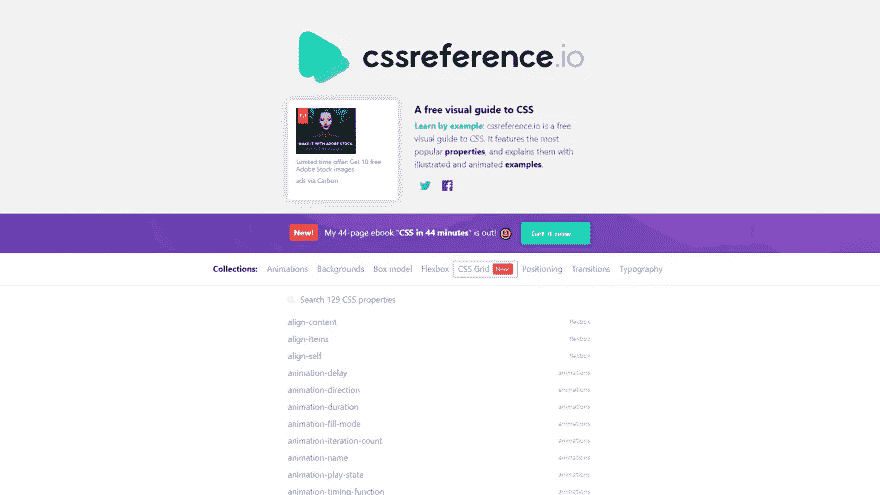 cssreference.io
A free visual guide to CSS
Learn by example: cssreference.io is a free
visual guide to CSS. It features the most
popular properties, and explains them with
illustrated and animated examples.
MAKE IT WITH ADOBE STOCK
Limited time offer: Get 10 free
Adobe Stock images.
ads via Carbon
New! My 44-page ebook "CSS in 44 minutes" is out! Get it now
Collections: Animations Backgrounds Box model Flexbox CSS Grid New! Positioning Transitions Typography
Search 129 CSS properties
align-content flexbox
align-items flexbox
align-self flexbox
animation-delay animations
animation-direction animations
animation-duration animations
animation-fill-mode animations
animation-iteration-count animations
animation-name animations
animation-play-state animations
animation-timing-function animations